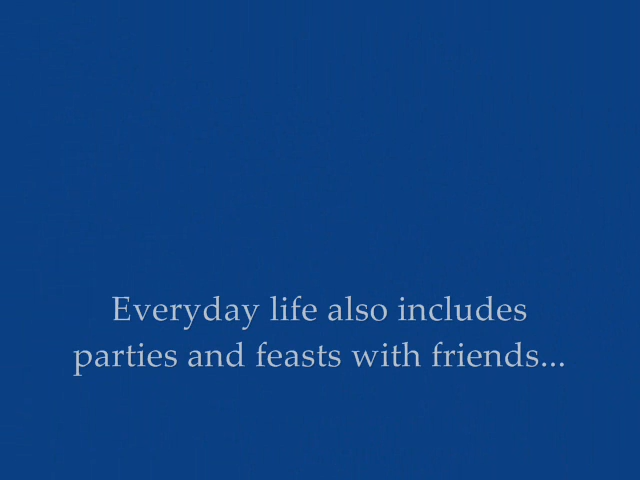 Everyday life also includes
parties and feasts with friends...